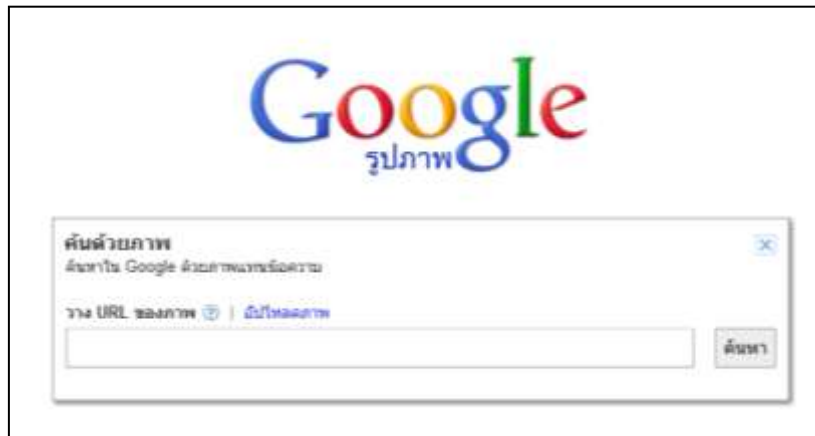 Google
รูปภาพ
ค้นด้วยภาพ
ค้นหาใน Google ด้วยภาพแทนข้อความ
วาง URL ของภาพ ? | อัปโหลดภาพ
ค้นหา